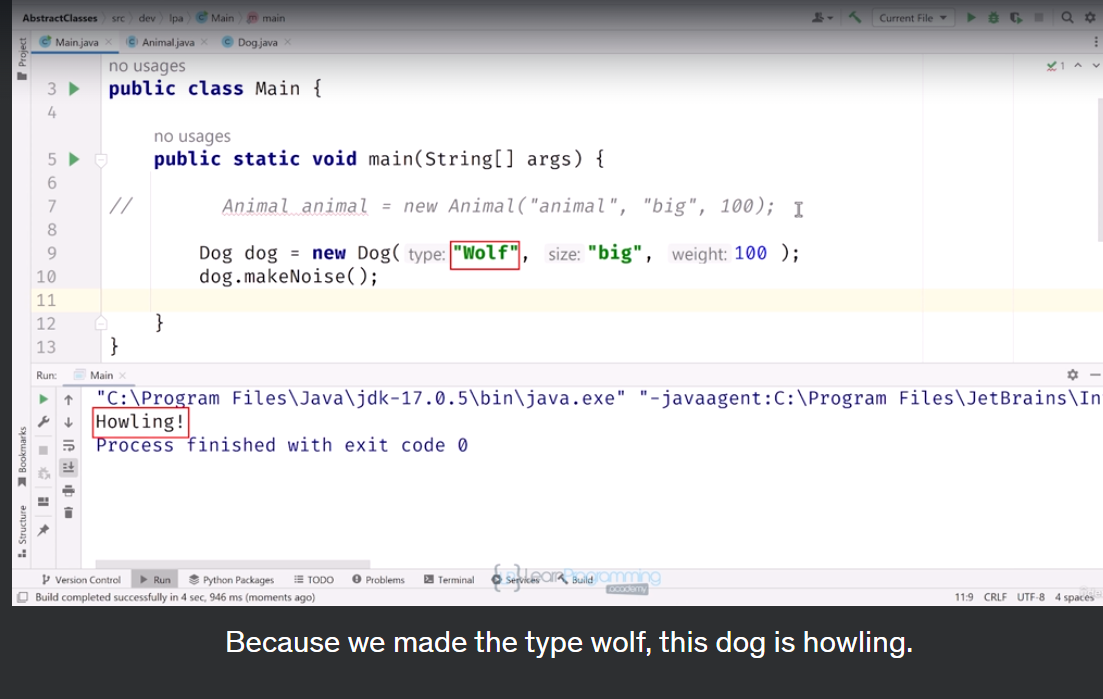 AbstractClasses src dev lpa Main main
Current File
Main.java Animal.java Dog.java
Project
no usages
1
3 public class Main {
4
no usages
5 public static void main(String[] args) {
6
7 // Animal animal = new Animal("animal", "big", 100);
8
9 Dog dog = new Dog( type: "Wolf", size: "big", weight: 100 );
10 dog.makeNoise();
11
12 }
13 }
Run: Main
"C:\Program Files\Java\jdk-17.0.5\bin\java.exe" "-javaagent:C:\Program Files\JetBrains\In
Howling!
Process finished with exit code 0
Bookmarks
Structure
Version Control Run Python Packages TODO Problems Terminal Services Build
LearnProgramming
academy
Build completed successfully in 4 sec, 946 ms (moments ago)
11:9 CRLF UTF-8 4 spaces
Because we made the type wolf, this dog is howling.